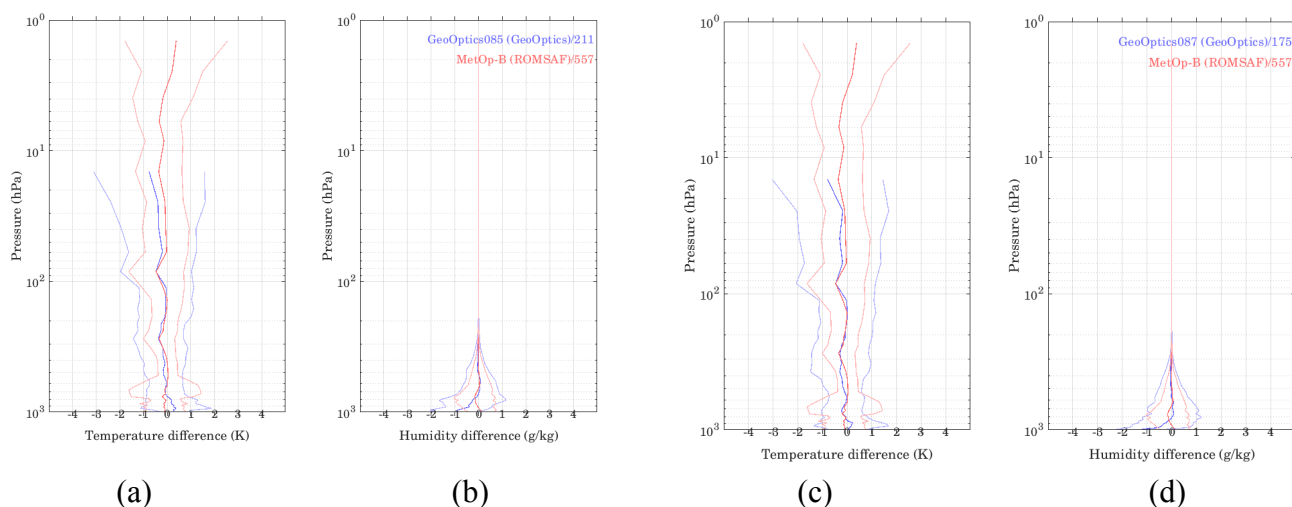 10⁰
10¹
10²
10³
Pressure (hPa)
-4 -3 -2 -1 0 1 2 3 4
Temperature difference (K)
(a)
10⁰
10¹
10²
10³
Pressure (hPa)
GeoOptics085 (GeoOptics)/211
MetOp-B (ROMSAF)/557
-4 -3 -2 -1 0 1 2 3 4
Humidity difference (g/kg)
(b)
10⁰
10¹
10²
10³
Pressure (hPa)
-4 -3 -2 -1 0 1 2 3 4
Temperature difference (K)
(c)
10⁰
10¹
10²
10³
Pressure (hPa)
GeoOptics087 (GeoOptics)/175
MetOp-B (ROMSAF)/557
-4 -3 -2 -1 0 1 2 3 4
Humidity difference (g/kg)
(d)